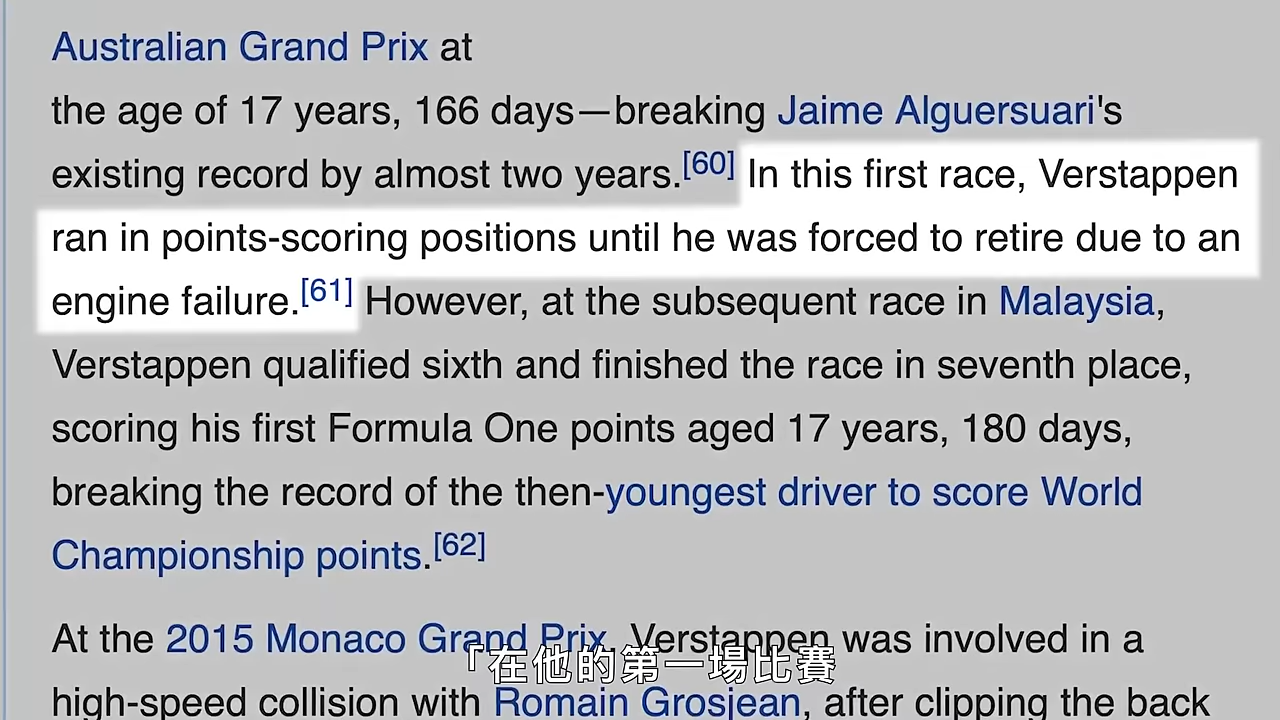 Australian Grand Prix at
the age of 17 years, 166 days—breaking Jaime Alguersuari's
existing record by almost two years.[60] In this first race, Verstappen
ran in points-scoring positions until he was forced to retire due to an
engine failure.[61] However, at the subsequent race in Malaysia,
Verstappen qualified sixth and finished the race in seventh place,
scoring his first Formula One points aged 17 years, 180 days,
breaking the record of the then-youngest driver to score World
Championship points.[62]
At the 2015 Monaco Grand Prix, Verstappen was involved in a
「在他的第一場比賽
high-speed collision with Romain Grosjean, after clipping the back